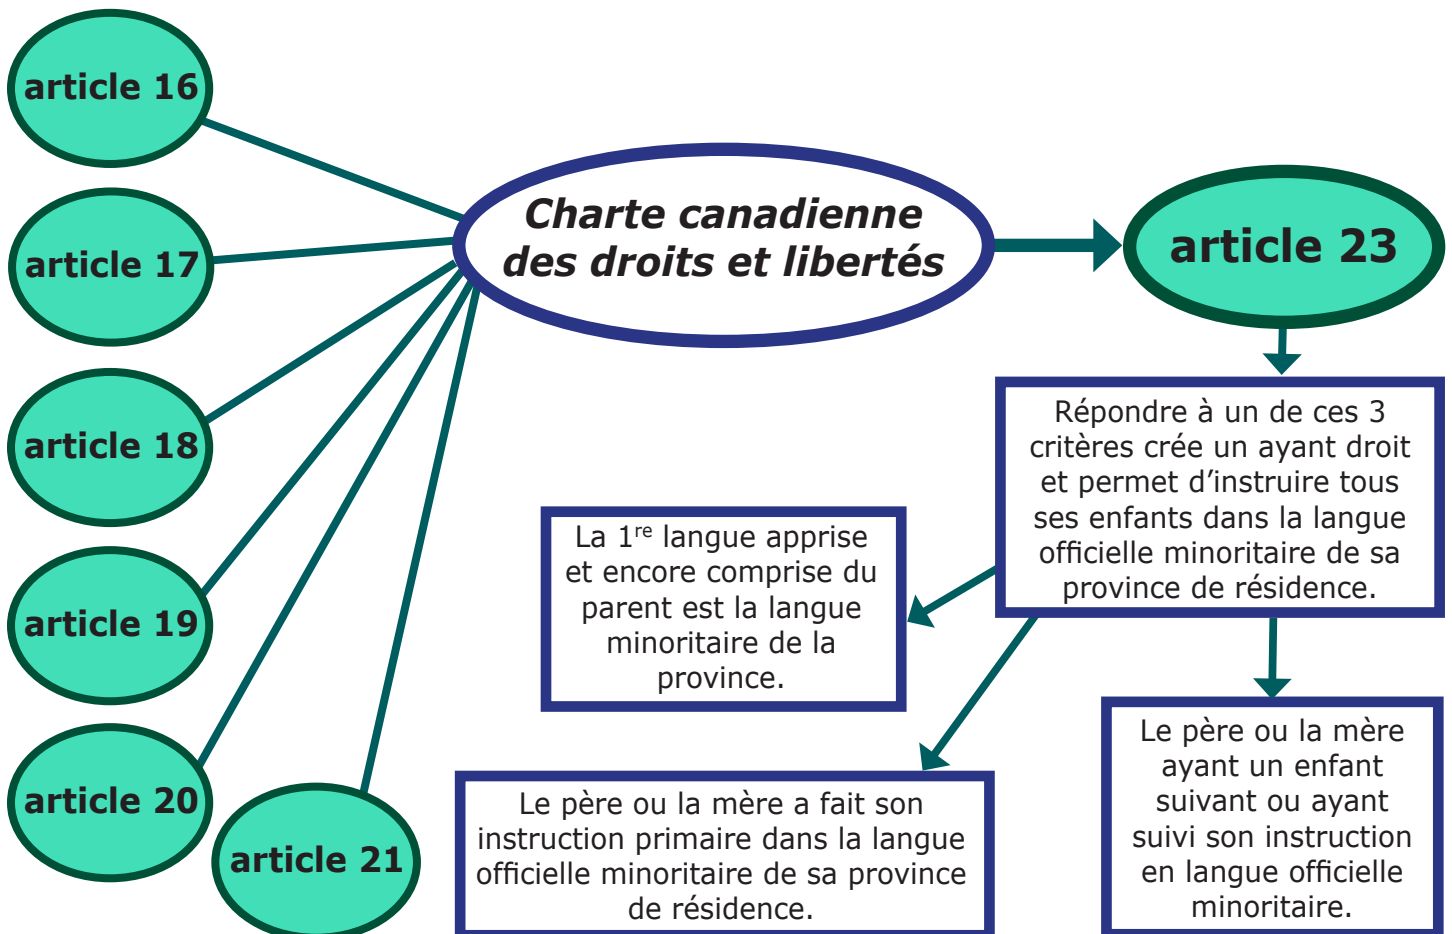 article 16
article 17
article 18
article 19
article 20
article 21
Charte canadienne
des droits et libertés
article 23
Répondre à un de ces 3
critères crée un ayant droit
et permet d’instruire tous
ses enfants dans la langue
officielle minoritaire de sa
province de résidence.
La 1re langue apprise
et encore comprise du
parent est la langue
minoritaire de la
province.
Le père ou la mère a fait son
instruction primaire dans la langue
officielle minoritaire de sa province
de résidence.
Le père ou la mère
ayant un enfant
suivant ou ayant
suivi son instruction
en langue officielle
minoritaire.